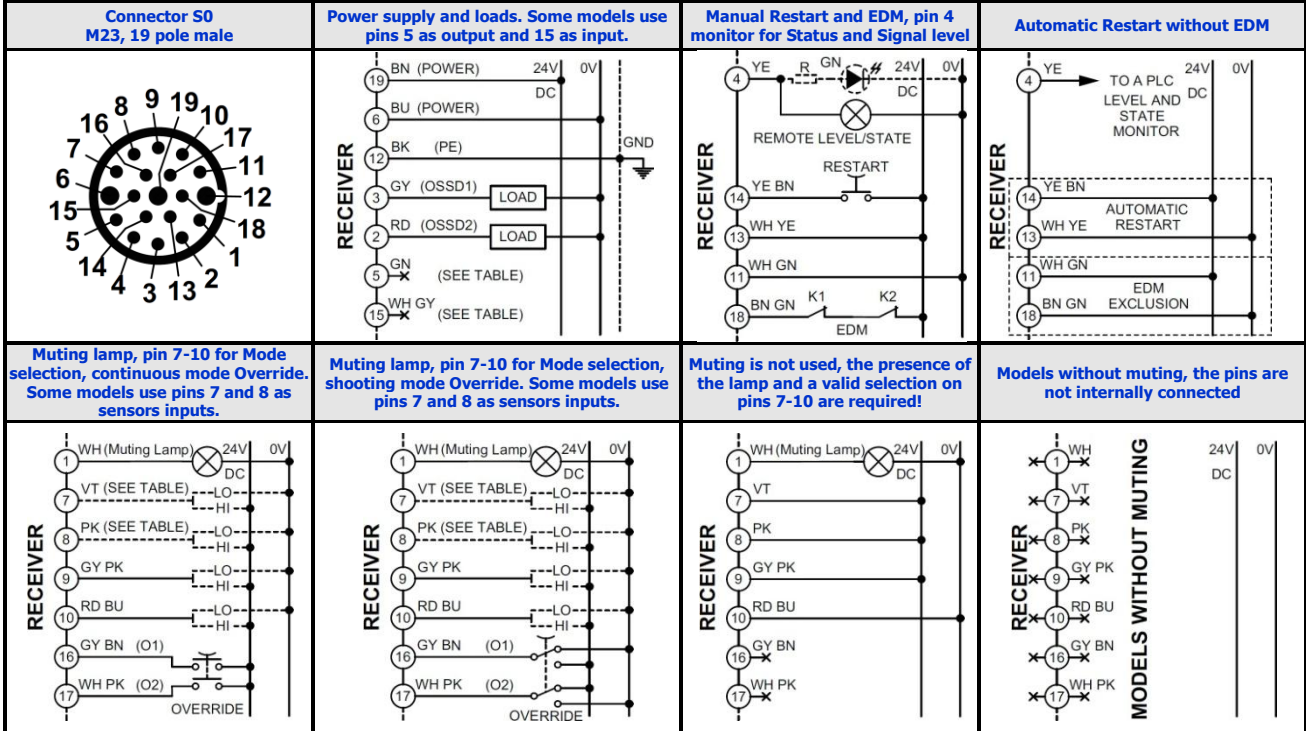 Connector S0
M23, 19 pole male
Power supply and loads. Some models use
pins 5 as output and 15 as input.
Manual Restart and EDM, pin 4
monitor for Status and Signal level
Automatic Restart without EDM
8 9 19 10
16 17
7 11
6 12
15 18
5 1
14 2
4 3 13
RECEIVER
19 BN (POWER) 24V 0V
DC
6 BU (POWER)
12 BK (PE) GND
3 GY (OSSD1) LOAD
2 RD (OSSD2) LOAD
5 GN (SEE TABLE)
15 WH GY (SEE TABLE)
RECEIVER
4 YE R GN 24V 0V
DC
REMOTE LEVEL/STATE
RESTART
14 YE BN
13 WH YE
11 WH GN
18 BN GN K1 K2
EDM
RECEIVER
4 YE TO A PLC 24V 0V
LEVEL AND DC
STATE
MONITOR
14 YE BN
AUTOMATIC
RESTART
13 WH YE
11 WH GN
EDM
EXCLUSION
18 BN GN
Muting lamp, pin 7-10 for Mode
selection, continuous mode Override.
Some models use pins 7 and 8 as
sensors inputs.
Muting lamp, pin 7-10 for Mode selection,
shooting mode Override. Some models use
pins 7 and 8 as sensors inputs.
Muting is not used, the presence of
the lamp and a valid selection on
pins 7-10 are required!
Models without muting, the pins are
not internally connected
RECEIVER
1 WH (Muting Lamp) 24V 0V
DC
7 VT (SEE TABLE) LO
HI
8 PK (SEE TABLE) LO
HI
9 GY PK LO
HI
10 RD BU LO
HI
16 GY BN (O1)
17 WH PK (O2)
OVERRIDE
RECEIVER
1 WH (Muting Lamp) 24V 0V
DC
7 VT (SEE TABLE) LO
HI
8 PK (SEE TABLE) LO
HI
9 GY PK LO
HI
10 RD BU LO
HI
16 GY BN (O1)
17 WH PK (O2)
OVERRIDE
RECEIVER
1 WH (Muting Lamp) 24V 0V
DC
7 VT
8 PK
9 GY PK
10 RD BU
16 GY BN
17 WH PK
RECEIVER
1 WH 24V 0V
DC
7 VT
8 PK
9 GY PK
10 RD BU
16 GY BN
17 WH PK
MODELS WITHOUT MUTING